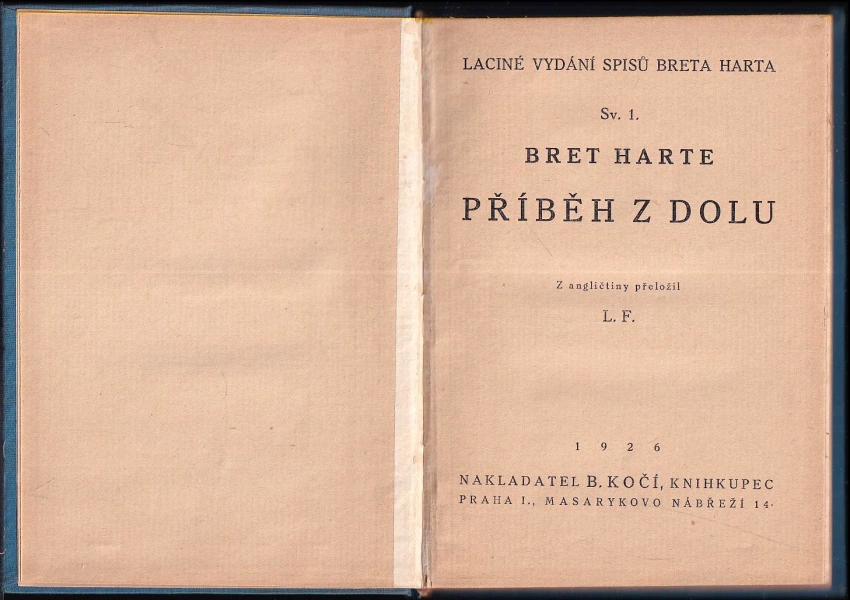 LACINÉ VYDÁNÍ SPISŮ BRETA HARTA
Sv. 1.
BRET HARTE
PŘÍBĚH Z DOLU
Z angličtiny přeložil
L. F.
1926
NAKLADATEL B. KOČÍ, KNIHKUPEC
PRAHA I., MASARYKOVO NÁBŘEŽÍ 14.